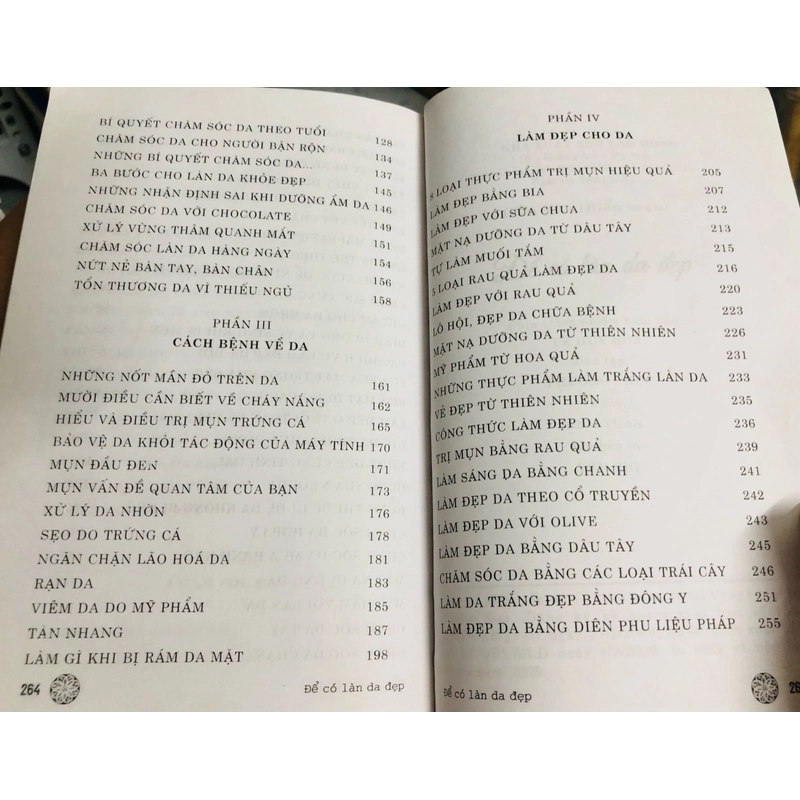 BÍ QUYẾT CHĂM SÓC DA THEO TUỔI 128
CHĂM SÓC DA CHO NGƯỜI BẬN RỘN 134
NHỮNG BÍ QUYẾT CHĂM SÓC DA... 137
BA BƯỚC CHO LÀN DA KHỎE ĐẸP 145
NHỮNG NHẬN ĐỊNH SAI KHI DƯỠNG ẨM DA 146
CHĂM SÓC DA VỚI CHOCOLATE 149
XỬ LÝ VÙNG THÂM QUANH MẮT 151
CHĂM SÓC LÀN DA HÀNG NGÀY 154
NỨT NẺ BÀN TAY, BÀN CHÂN 156
TỔN THƯƠNG DA VÌ THIẾU NGỦ 158
PHẦN III
CÁCH BỆNH VỀ DA
NHỮNG NỐT MẨN ĐỎ TRÊN DA 161
MƯỜI ĐIỀU CẦN BIẾT VỀ CHÁY NẮNG 162
HIỂU VÀ ĐIỀU TRỊ MỤN TRỨNG CÁ 165
BẢO VỆ DA KHỎI TÁC ĐỘNG CỦA MÁY TÍNH 170
MỤN ĐẦU ĐEN 171
MỤN VẤN ĐỀ QUAN TÂM CỦA BẠN 173
XỬ LÝ DA NHỜN 176
SẸO DO TRỨNG CÁ 178
NGĂN CHẶN LÃO HOÁ DA 181
RẠN DA 183
VIÊM DA DO MỸ PHẨM 185
TÀN NHANG 187
LÀM GÌ KHI BỊ RÁM DA MẶT 198
264 Để có làn da đẹp
PHẦN IV
LÀM ĐẸP CHO DA
8 LOẠI THỰC PHẨM TRỊ MỤN HIỆU QUẢ 205
LÀM ĐẸP BẰNG BIA 207
LÀM ĐẸP VỚI SỮA CHUA 212
MẶT NẠ DƯỠNG DA TỪ DÂU TÂY 213
TỰ LÀM MUỐI TẮM 215
5 LOẠI RAU QUẢ LÀM ĐẸP DA 216
LÀM ĐẸP VỚI RAU QUẢ 220
LÔ HỘI, ĐẸP DA CHỮA BỆNH 223
MẶT NẠ DƯỠNG DA TỪ THIÊN NHIÊN 226
MỸ PHẨM TỪ HOA QUẢ 231
NHỮNG THỰC PHẨM LÀM TRẮNG LÀN DA 233
VẺ ĐẸP TỪ THIÊN NHIÊN 235
CÔNG THỨC LÀM ĐẸP DA 236
TRỊ MỤN BẰNG RAU QUẢ 239
LÀM SÁNG DA BẰNG CHANH 241
LÀM ĐẸP DA THEO CỔ TRUYỀN 242
LÀM ĐẸP DA VỚI OLIVE 243
LÀM ĐẸP DA BẰNG DÂU TÂY 245
CHĂM SÓC DA BẰNG CÁC LOẠI TRÁI CÂY 246
LÀM DA TRẮNG ĐẸP BẰNG ĐÔNG Y 251
LÀM ĐẸP DA BẰNG DIÊN PHU LIỆU PHÁP 255
Để có làn da đẹp